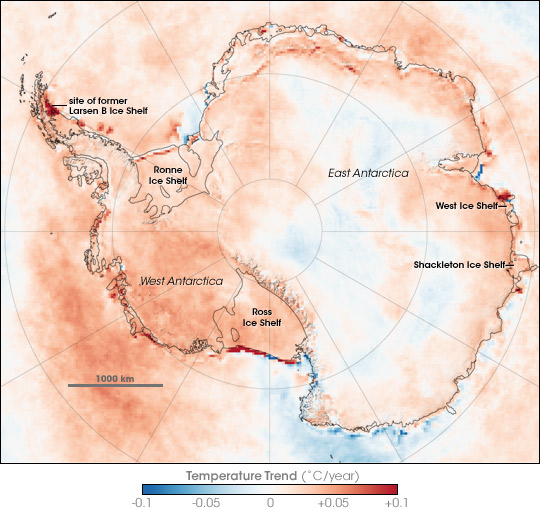 site of former
Larsen B Ice Shelf
Ronne
Ice Shelf
East Antarctica
West Ice Shelf
Shackleton Ice Shelf
West Antarctica
Ross
Ice Shelf
1000 km
Temperature Trend (˚C/year)
-0.1 -0.05 0 +0.05 +0.1